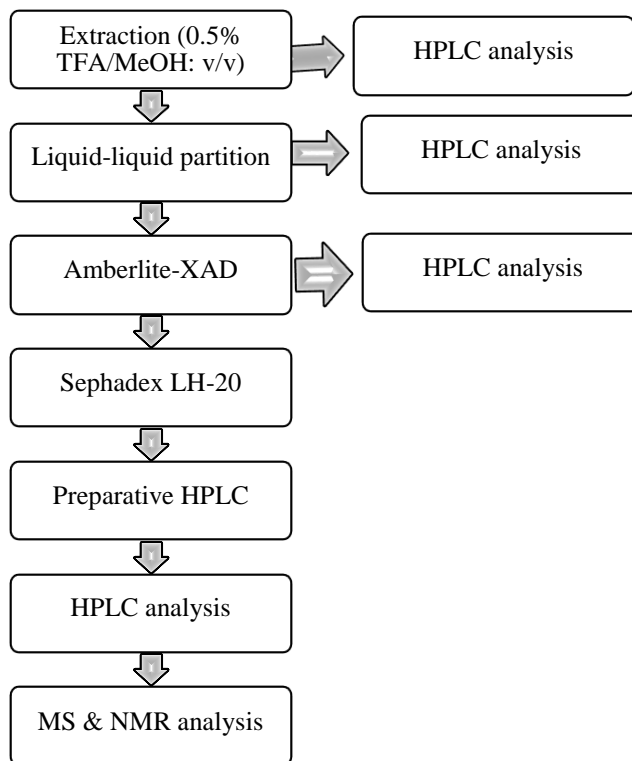 Extraction (0.5%
TFA/MeOH: v/v)
HPLC analysis
Liquid-liquid partition
HPLC analysis
Amberlite-XAD
HPLC analysis
Sephadex LH-20
Preparative HPLC
HPLC analysis
MS & NMR analysis